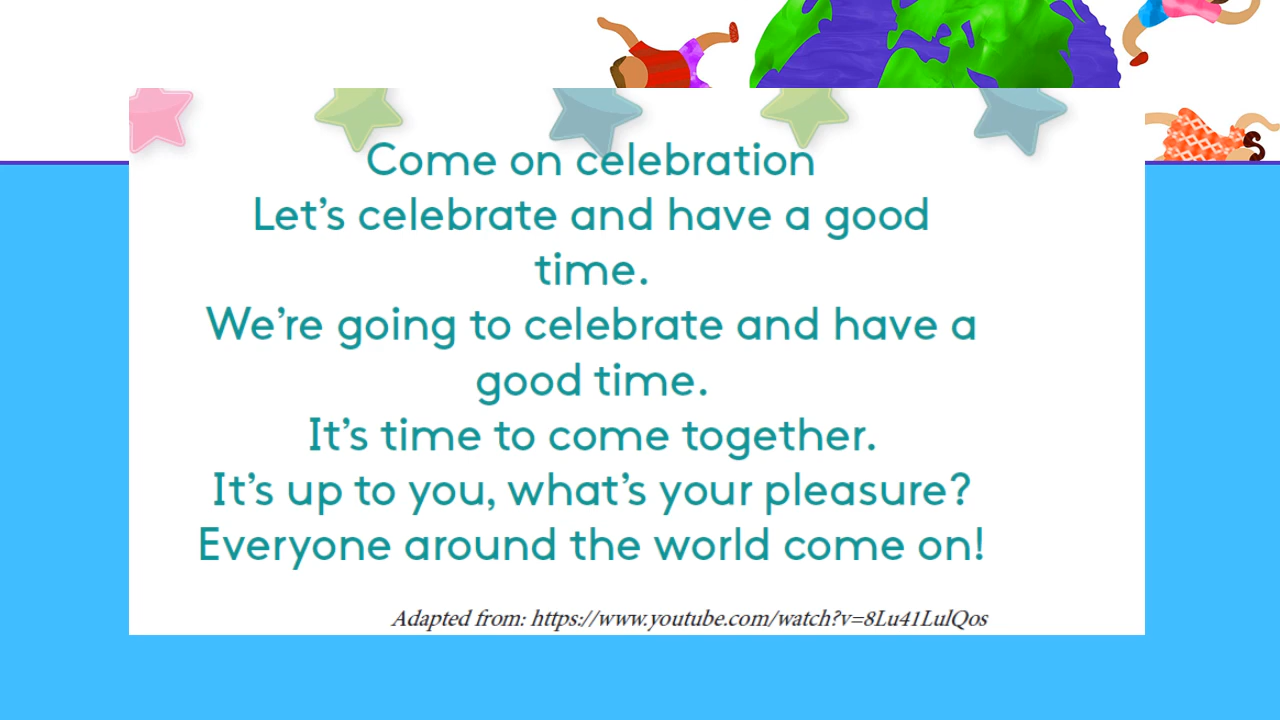 Come on celebration
Let's celebrate and have a good
time.
We're going to celebrate and have a
good time.
It's time to come together.
It's up to you, what's your pleasure?
Everyone around the world come on!
Adapted from: https://www.youtube.com/watch?v=8Lu41LulQos